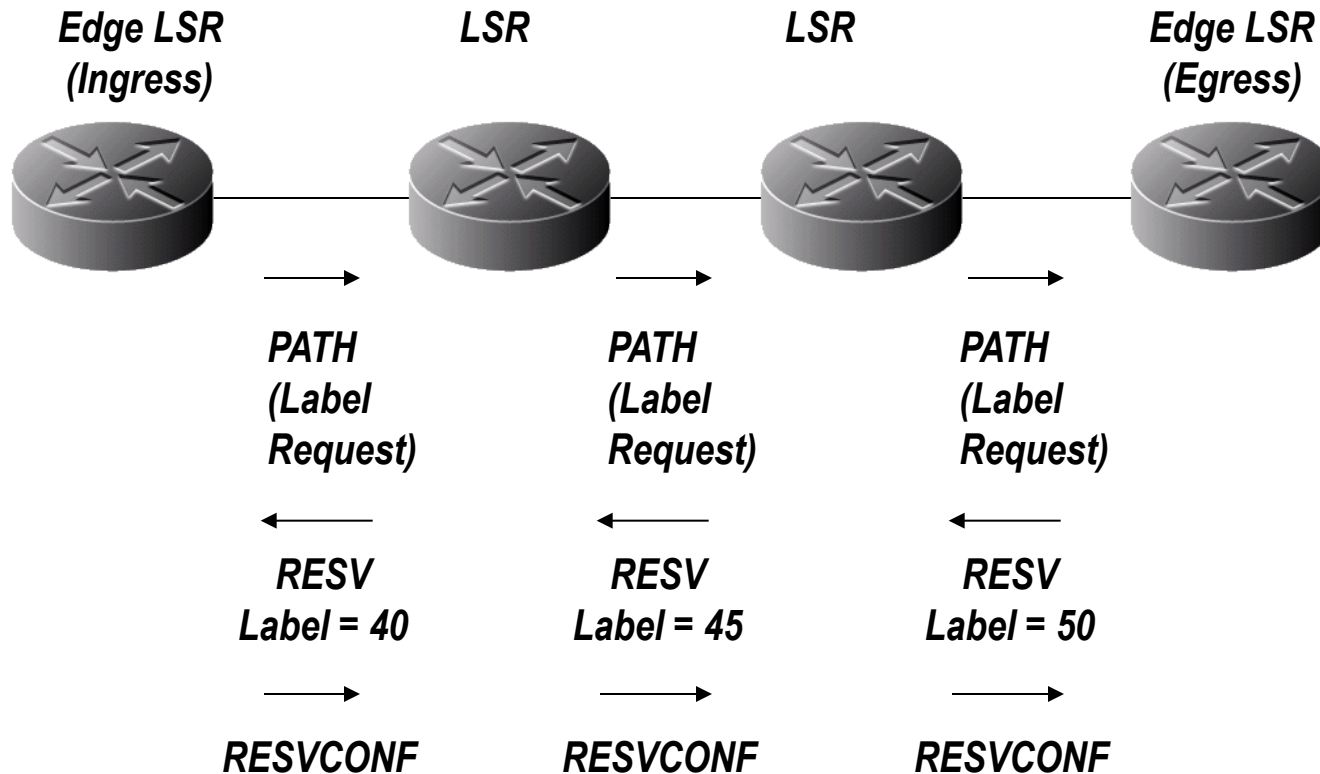 Edge LSR
(Ingress)
LSR
LSR
Edge LSR
(Egress)
PATH
(Label
Request)
PATH
(Label
Request)
PATH
(Label
Request)
RESV
Label = 40
RESV
Label = 45
RESV
Label = 50
RESVCONF
RESVCONF
RESVCONF